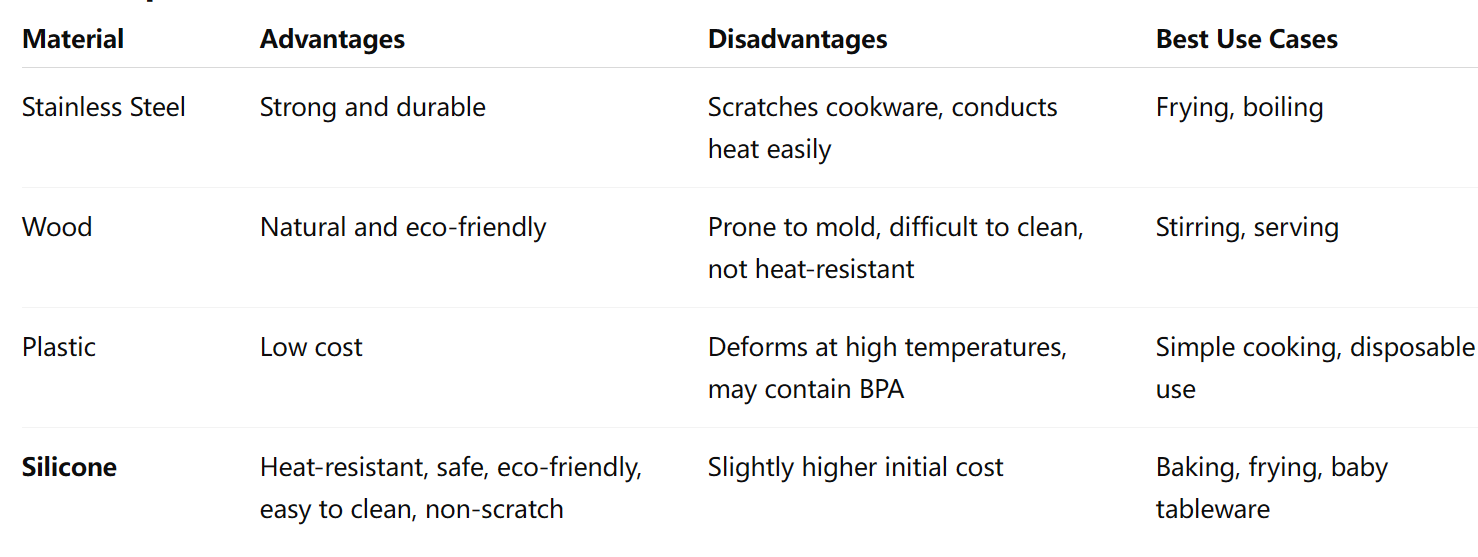 Material Advantages Disadvantages Best Use Cases
Stainless Steel Strong and durable Scratches cookware, conducts Frying, boiling
heat easily
Wood Natural and eco-friendly Prone to mold, difficult to clean, Stirring, serving
not heat-resistant
Plastic Low cost Deforms at high temperatures, Simple cooking, disposable
may contain BPA use
Silicone Heat-resistant, safe, eco-friendly, Slightly higher initial cost Baking, frying, baby
easy to clean, non-scratch tableware